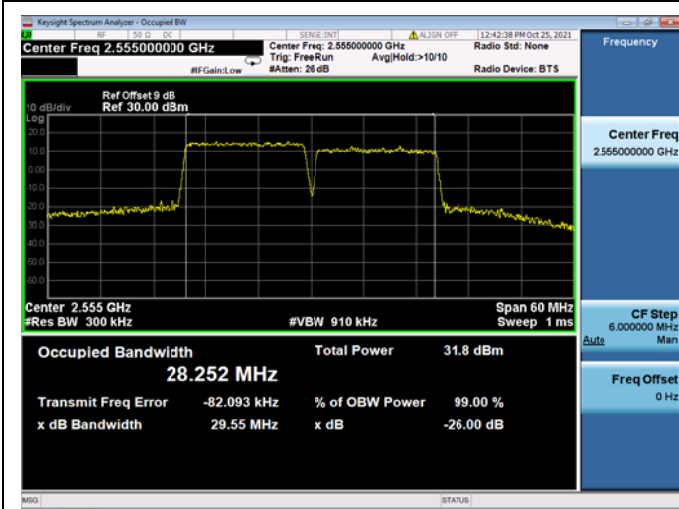 Keysight Spectrum Analyzer - Occupied BW
RF 50 Ω DC SENSE:INT ALIGN OFF 12:42:38 PM Oct 25, 2021
Center Freq 2.555000000 GHz
Center Freq: 2.555000000 GHz
Radio Std: None
Trig: FreeRun Avg|Hold:>10/10
#IFGain:Low
#Atten: 26 dB
Radio Device: BTS
Frequency
Ref Offset 9 dB
10 dB/div Ref 30.00 dBm
Log
20.0
10.0
0.00
-10.0
-20.0
-30.0
-40.0
-50.0
-60.0
Center Freq
2.555000000 GHz
Center 2.555 GHz Span 60 MHz
#Res BW 300 kHz #VBW 910 kHz Sweep 1 ms
CF Step
6.000000 MHz
Auto Man
Occupied Bandwidth Total Power 31.8 dBm
28.252 MHz
Transmit Freq Error -82.093 kHz % of OBW Power 99.00 %
x dB Bandwidth 29.55 MHz x dB -26.00 dB
Freq Offset
0 Hz
MSG STATUS